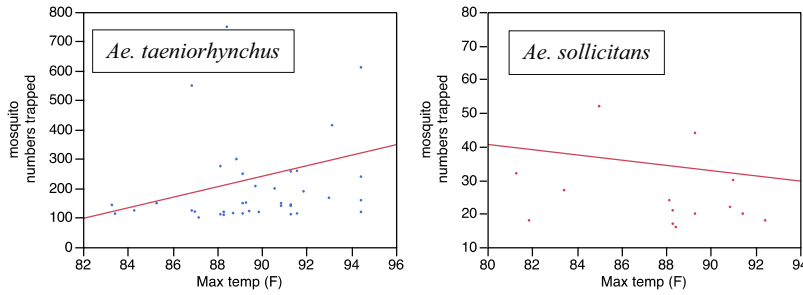 800
700
600
500
400
300
200
100
0
mosquito
numbers trapped
Ae. taeniorhynchus
82 84 86 88 90 92 94 96
Max temp (F)
80
70
60
50
40
30
20
10
mosquito
numbers trapped
Ae. sollicitans
80 82 84 86 88 90 92 94
Max temp (F)